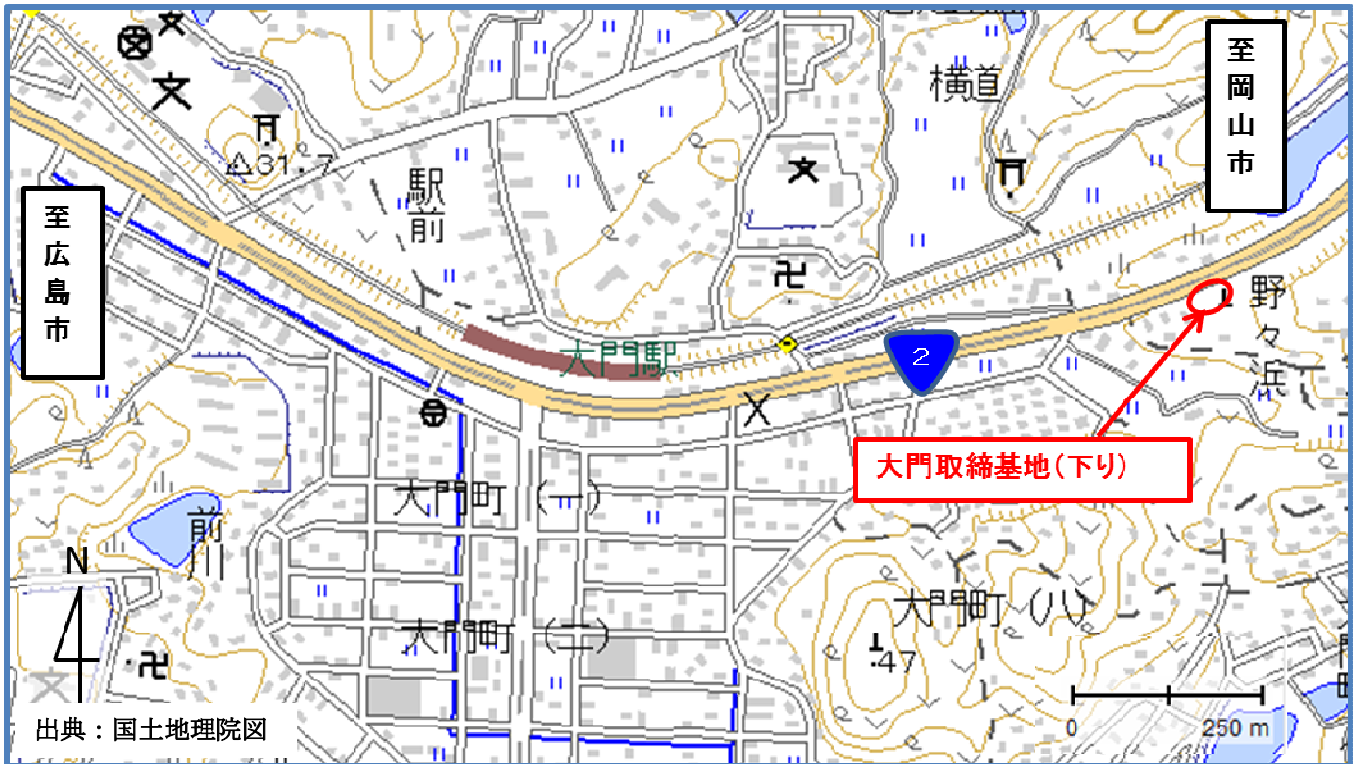 横道
至岡山市
31.7
駅前
至広島市
野々浜
大門駅
2
大門取締基地(下り)
大門町 (一)
前川
N
大門町 (八)
大門町 (二)
47
0
250 m
出典:国土地理院図